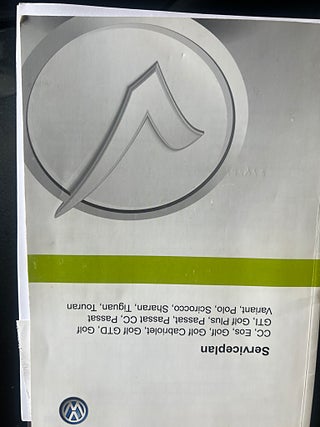 Serviceplan
CC, Eos, Golf, Golf Cabriolet, Golf GTD, Golf
GTI, Golf Plus, Passat, Passat CC, Passat
Variant, Polo, Scirocco, Sharan, Tiguan, Touran